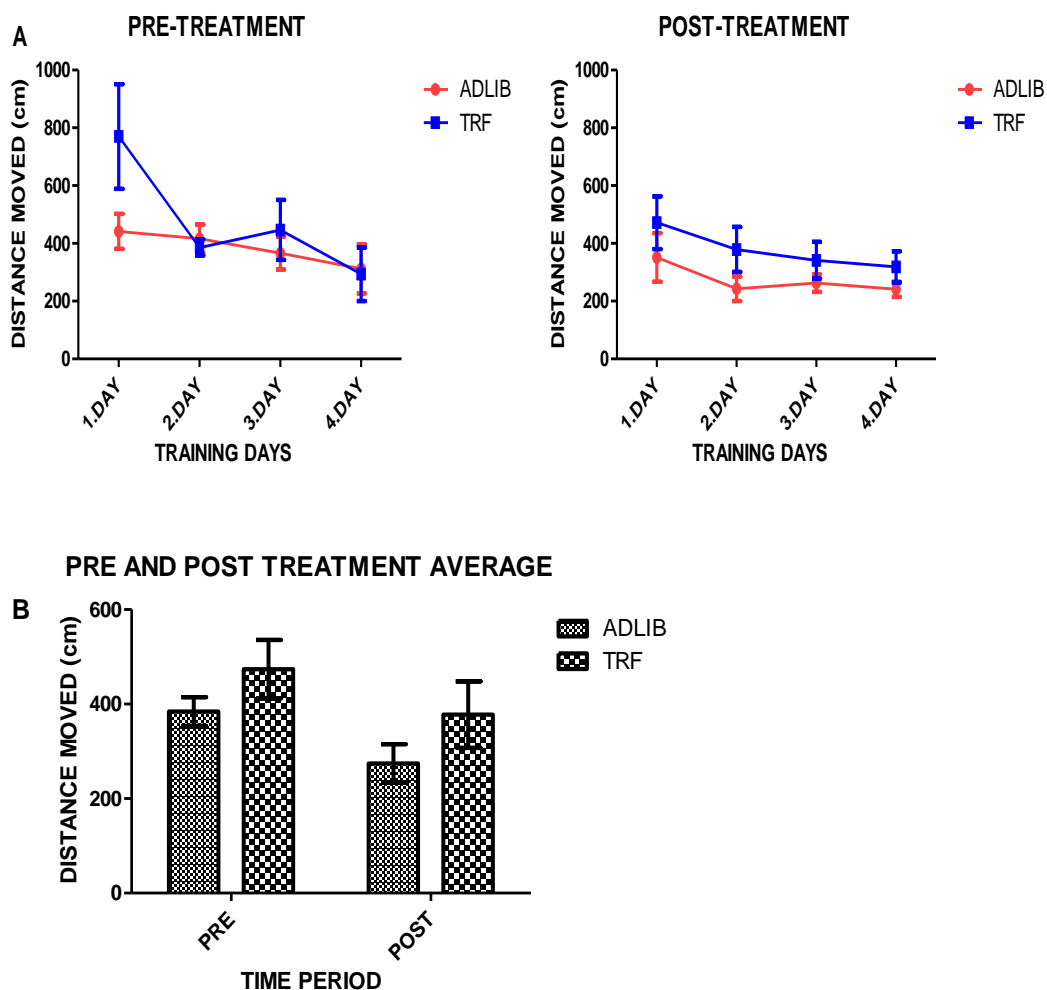 A
PRE-TREATMENT
DISTANCE MOVED (cm)
1000
800
600
400
200
0
1.DAY
2.DAY
3.DAY
4.DAY
TRAINING DAYS
ADLIB
TRF
POST-TREATMENT
DISTANCE MOVED (cm)
1000
800
600
400
200
0
1.DAY
2.DAY
3.DAY
4.DAY
TRAINING DAYS
ADLIB
TRF
PRE AND POST TREATMENT AVERAGE
B
DISTANCE MOVED (cm)
600
400
200
0
PRE
POST
TIME PERIOD
ADLIB
TRF